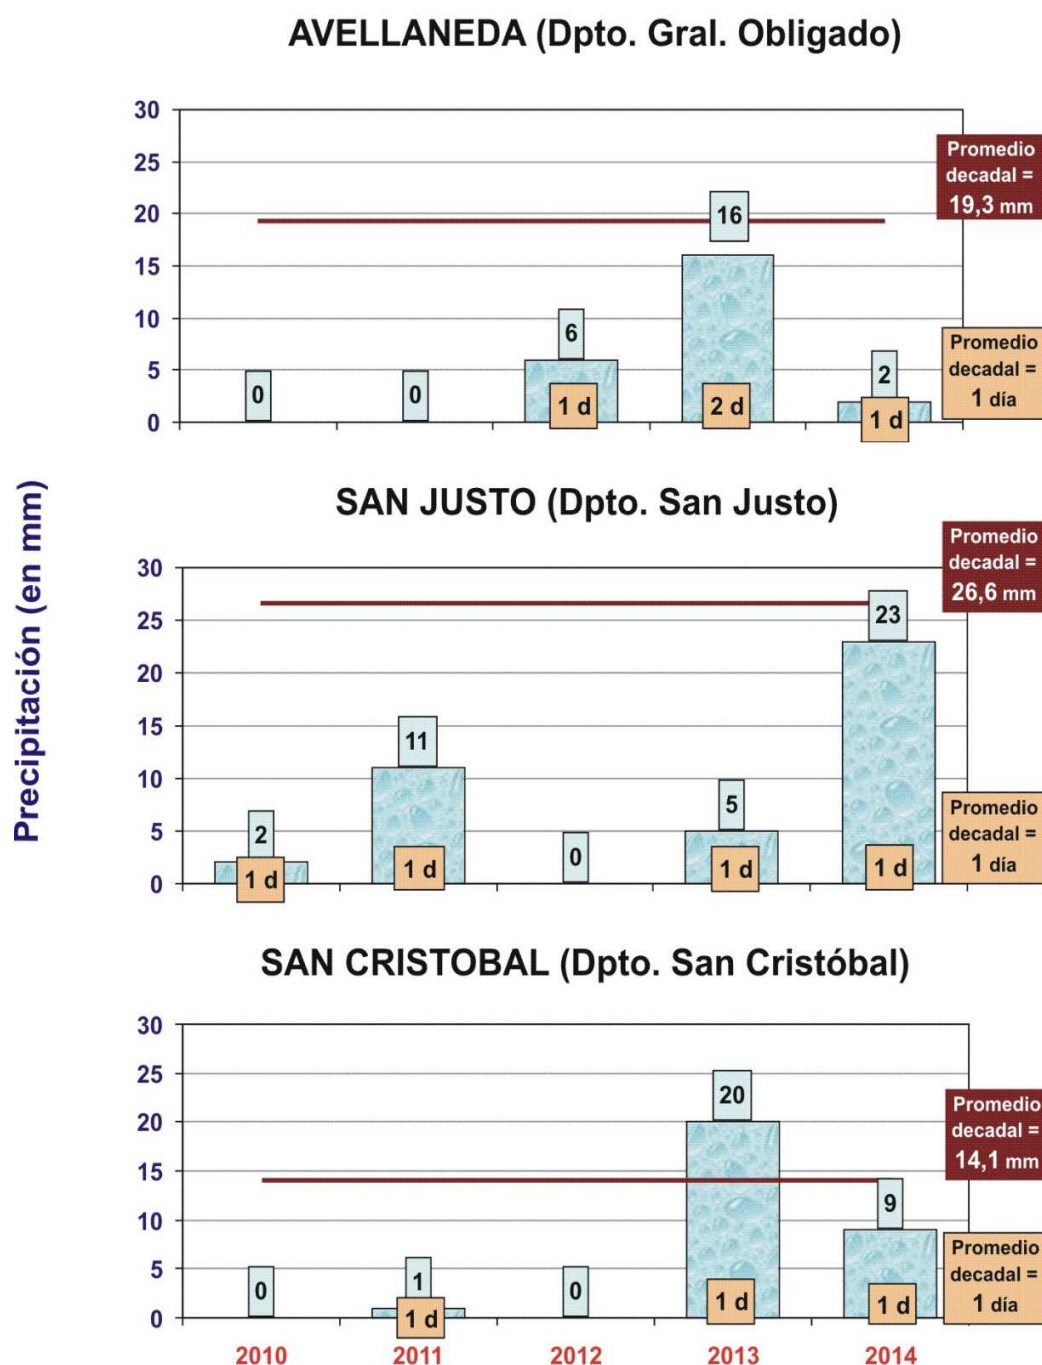 AVELLANEDA (Dpto. Gral. Obligado)
30
25
20
15
10
5
0
0
0
6
1 d
16
2 d
2
1 d
Promedio
decadal =
19,3 mm
Promedio
decadal =
1 día
Precipitación (en mm)
SAN JUSTO (Dpto. San Justo)
30
25
20
15
10
5
0
2
1 d
11
1 d
0
5
1 d
23
1 d
Promedio
decadal =
26,6 mm
Promedio
decadal =
1 día
SAN CRISTOBAL (Dpto. San Cristóbal)
30
25
20
15
10
5
0
0
1
1 d
0
20
1 d
9
1 d
Promedio
decadal =
14,1 mm
Promedio
decadal =
1 día
2010 2011 2012 2013 2014